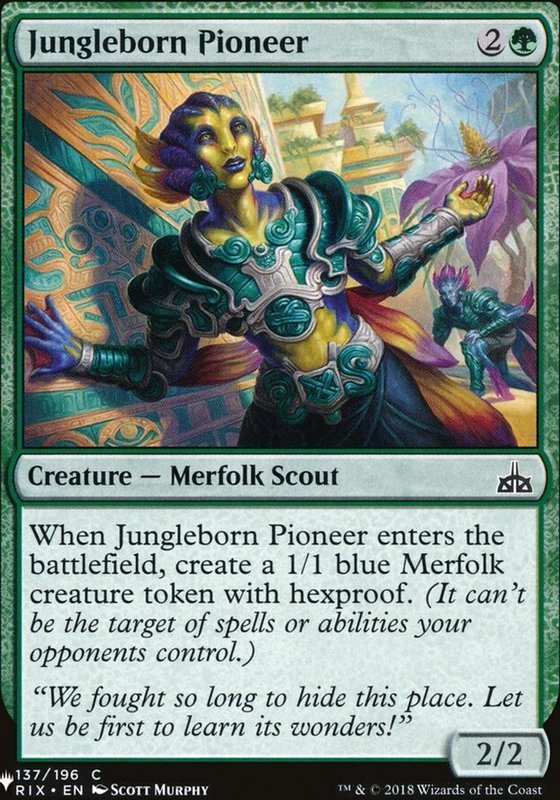 Jungleborn Pioneer 2
Creature — Merfolk Scout
When Jungleborn Pioneer enters the
battlefield, create a 1/1 blue Merfolk
creature token with hexproof. (It can't
be the target of spells or abilities your
opponents control.)
"We fought so long to hide this place. Let
us be first to learn its wonders!"
2/2
137/196 C
RIX • EN Scott Murphy
™ & © 2018 Wizards of the Coast